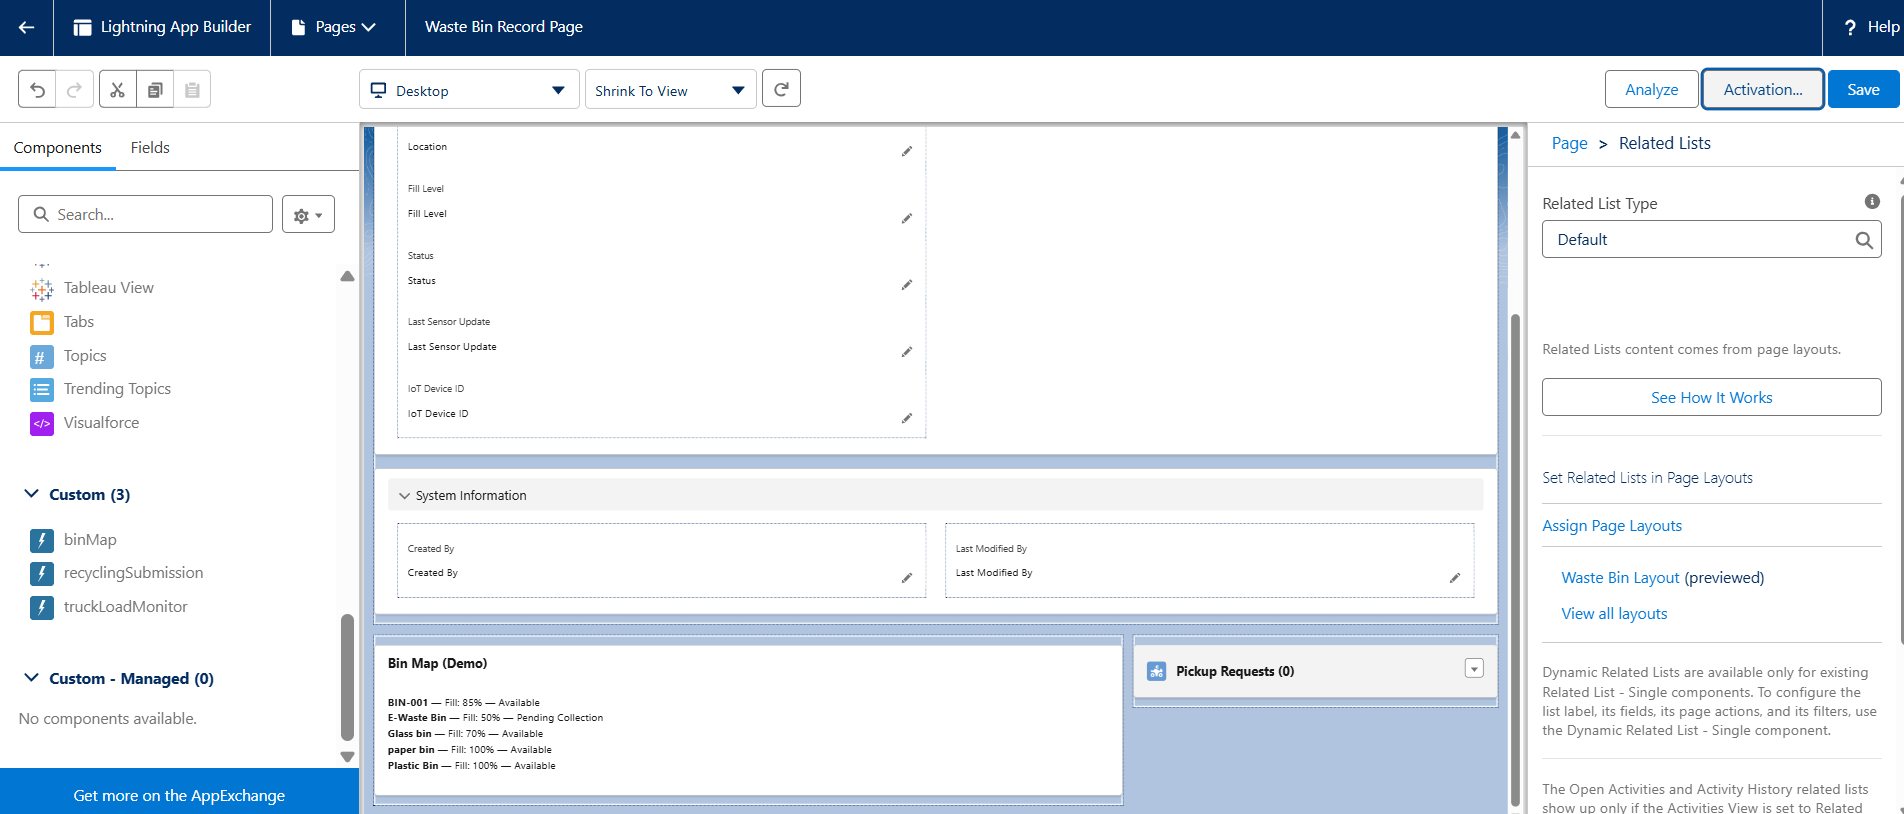 Lightning App Builder
Pages
Waste Bin Record Page
? Help
Desktop
Shrink To View
Analyze
Activation...
Save
Components
Fields
Search...
Tableau View
Tabs
# Topics
Trending Topics
</> Visualforce
Custom (3)
binMap
recyclingSubmission
truckLoadMonitor
Custom - Managed (0)
No components available.
Get more on the AppExchange
Location
Fill Level
Fill Level
Status
Status
Last Sensor Update
Last Sensor Update
IoT Device ID
IoT Device ID
System Information
Created By
Created By
Last Modified By
Last Modified By
Bin Map (Demo)
BIN-001 — Fill: 85% — Available
E-Waste Bin — Fill: 50% — Pending Collection
Glass bin — Fill: 70% — Available
paper bin — Fill: 100% — Available
Plastic Bin — Fill: 100% — Available
Pickup Requests (0)
Page > Related Lists
Related List Type
Default
Related Lists content comes from page layouts.
See How It Works
Set Related Lists in Page Layouts
Assign Page Layouts
Waste Bin Layout (previewed)
View all layouts
Dynamic Related Lists are available only for existing
Related List - Single components. To configure the
list label, its fields, its page actions, and its filters, use
the Dynamic Related List - Single component.
The Open Activities and Activity History related lists
show up only if the Activities View is set to Related